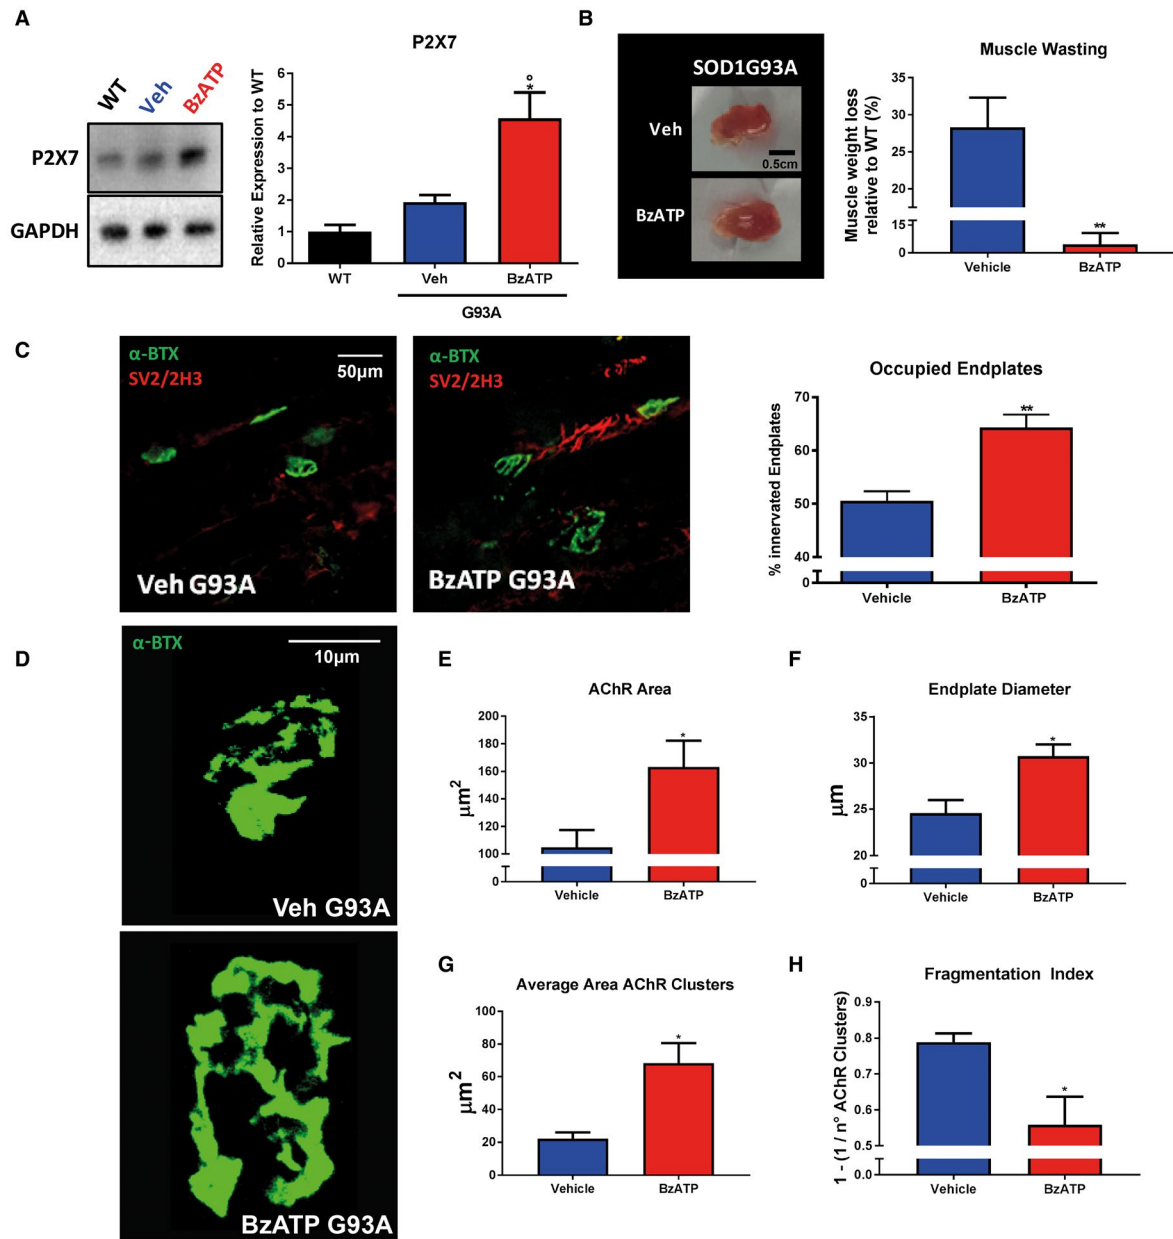 A
WT
Veh
BzATP
P2X7
GAPDH
P2X7
Relative Expression to WT
6
5
4
3
2
1
0
° 
*
WT
Veh
BzATP
G93A
B
SOD1G93A
Veh
0.5cm
BzATP
Muscle Wasting
Muscle weight loss
relative to WT (%)
35
30
25
20
15
0
**
Vehicle
BzATP
C
α-BTX
SV2/2H3
50µm
Veh G93A
α-BTX
SV2/2H3
BzATP G93A
Occupied Endplates
% innervated Endplates
70
60
50
40
0
**
Vehicle
BzATP
D
α-BTX
10µm
Veh G93A
BzATP G93A
E
AChR Area
µm²
200
180
160
140
120
100
0
*
Vehicle
BzATP
F
Endplate Diameter
µm
35
30
25
20
0
*
Vehicle
BzATP
G
Average Area AChR Clusters
µm²
100
80
60
40
20
0
*
Vehicle
BzATP
H
Fragmentation Index
1 - (1 / n° AChR Clusters)
0.9
0.8
0.7
0.6
0.5
0.0
*
Vehicle
BzATP